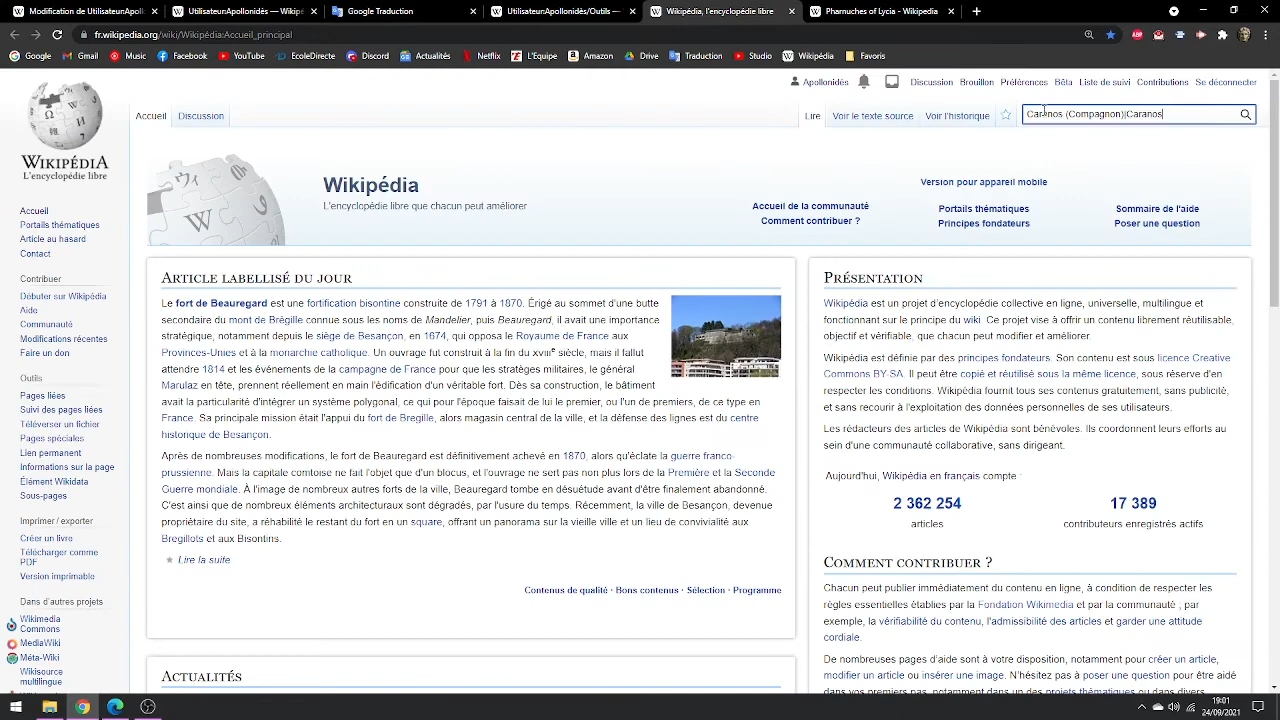 Modification de UtilisateurApollon
UtilisateurApollonidés — Wikipé
Google Traduction
UtilisateurApollonidés/Outils —
Wikipédia, l'encyclopédie libre
Phamuches of Lycia - Wikipedia
fr.wikipedia.org/wiki/Wikipédia:Accueil_principal
Google
Gmail
Music
Facebook
YouTube
EcoleDirecte
Discord
Actualités
Netflix
L'Equipe
Amazon
Drive
Traduction
Studio
Wikipédia
Favoris
Apollonidés
Discussion
Brouillon
Préférences
Bêta
Liste de suivi
Contributions
Se déconnecter
Accueil
Discussion
Lire
Voir le texte source
Voir l'historique
Caranos (Compagnon)|Caranos
WIKIPÉDIA
L'encyclopédie libre
Accueil
Portails thématiques
Article au hasard
Contact
Contribuer
Débuter sur Wikipédia
Aide
Communauté
Modifications récentes
Faire un don
Outils
Pages liées
Suivi des pages liées
Téléverser un fichier
Pages spéciales
Lien permanent
Informations sur la page
Élément Wikidata
Sous-pages
Imprimer / exporter
Créer un livre
Télécharger comme
PDF
Version imprimable
Dans d'autres projets
Wikimedia
Commons
MediaWiki
Méta-Wiki
Wikisource
multilingue
Wikipédia
L'encyclopédie libre que chacun peut améliorer
Accueil de la communauté
Comment contribuer ?
Version pour appareil mobile
Portails thématiques
Principes fondateurs
Sommaire de l'aide
Poser une question
Article labellisé du jour
Le fort de Beauregard est une fortification bisontine construite de 1791 à 1870. Érigé au sommet d'une butte
secondaire du mont de Brégille connue sous les noms de Mandelier, puis Beauregard, il avait une importance
stratégique, notamment depuis le siège de Besançon, en 1674, qui opposa le Royaume de France aux
Provinces-Unies et à la monarchie catholique. Un ouvrage fut construit à la fin du XVIIIe siècle, mais il fallut
attendre 1814 et les événements de la campagne de France pour que les stratèges militaires, le général
Marulaz en tête, prennent réellement en main l'édification d'un véritable fort. Dès sa construction, le bâtiment
avait la particularité d'intégrer un système polygonal, ce qui pour l'époque faisait de lui le premier, ou l'un de premiers, de ce type en
France. Sa principale mission était l'appui du fort de Bregille, alors magasin central de la ville, et la défense des lignes est du centre
historique de Besançon.
Après de nombreuses modifications, le fort de Beauregard est définitivement achevé en 1870, alors qu'éclate la guerre franco-
prussienne. Mais la capitale comtoise ne fait l'objet que d'un blocus, et l'ouvrage ne sert pas non plus lors de la Première et la Seconde
Guerre mondiale. À l'image de nombreux autres forts de la ville, Beauregard tombe en désuétude avant d'être finalement abandonné.
C'est ainsi que de nombreux éléments architecturaux sont dégradés, par l'usure du temps. Récemment, la ville de Besançon, devenue
propriétaire du site, a réhabilité le restant du fort en un square, offrant un panorama sur la vieille ville et un lieu de convivialité aux
Bregillots et aux Bisontins.
Lire la suite
Contenus de qualité · Bons contenus · Sélection · Programme
Actualités
Présentation
Wikipédia est un projet d'encyclopédie collective en ligne, universelle, multilingue et
fonctionnant sur le principe du wiki. Ce projet vise à offrir un contenu librement réutilisable,
objectif et vérifiable, que chacun peut modifier et améliorer.
Wikipédia est définie par des principes fondateurs. Son contenu est sous licence Creative
Commons BY-SA. Il peut être copié et réutilisé sous la même licence, sous réserve d'en
respecter les conditions. Wikipédia fournit tous ses contenus gratuitement, sans publicité,
et sans recourir à l'exploitation des données personnelles de ses utilisateurs.
Les rédacteurs des articles de Wikipédia sont bénévoles. Ils coordonnent leurs efforts au
sein d'une communauté collaborative, sans dirigeant.
Aujourd'hui, Wikipédia en français compte :
2 362 254
articles
17 389
contributeurs enregistrés actifs
Comment contribuer ?
Chacun peut publier immédiatement du contenu en ligne, à condition de respecter les
règles essentielles établies par la Fondation Wikimedia et par la communauté ; par
exemple, la vérifiabilité du contenu, l'admissibilité des articles et garder une attitude
cordiale.
De nombreuses pages d'aide sont à votre disposition, notamment pour créer un article,
modifier un article ou insérer une image. N'hésitez pas à poser une question pour être aidé
dans vos premiers pas, notamment dans un des projets thématiques ou dans divers
19:01
24/09/2021